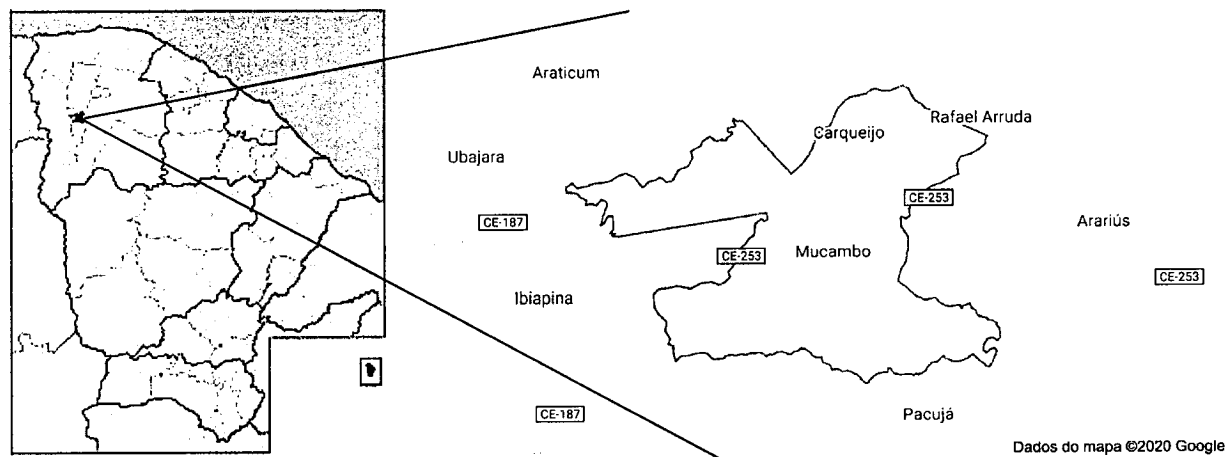 Araticum
Rafael Arruda
Carqueijo
Ubajara
CE-253
CE-187
Arariús
Mucambo
CE-253
CE-253
Ibiapina
CE-187
Pacujá
Dados do mapa ©2020 Google